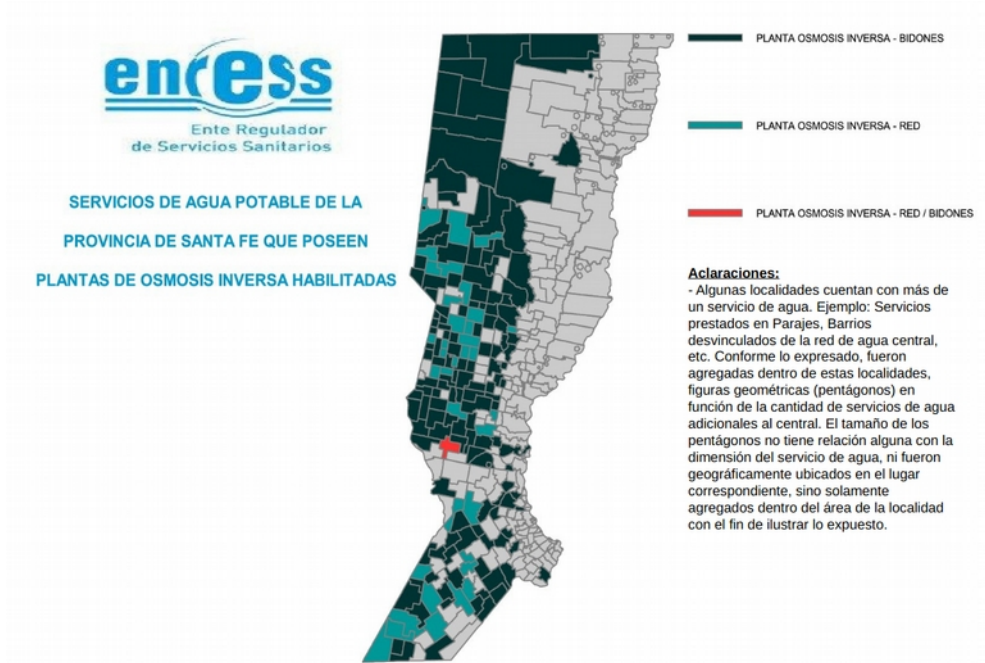 enress
Ente Regulador
de Servicios Sanitarios
SERVICIOS DE AGUA POTABLE DE LA
PROVINCIA DE SANTA FE QUE POSEEN
PLANTAS DE OSMOSIS INVERSA HABILITADAS
PLANTA OSMOSIS INVERSA - BIDONES
PLANTA OSMOSIS INVERSA - RED
PLANTA OSMOSIS INVERSA - RED / BIDONES
Aclaraciones:
- Algunas localidades cuentan con más de
un servicio de agua. Ejemplo: Servicios
prestados en Parajes, Barrios
desvinculados de la red de agua central,
etc. Conforme lo expresado, fueron
agregadas dentro de estas localidades,
figuras geométricas (pentágonos) en
función de la cantidad de servicios de agua
adicionales al central. El tamaño de los
pentágonos no tiene relación alguna con la
dimensión del servicio de agua, ni fueron
geográficamente ubicados en el lugar
correspondiente, sino solamente
agregados dentro del área de la localidad
con el fin de ilustrar lo expuesto.